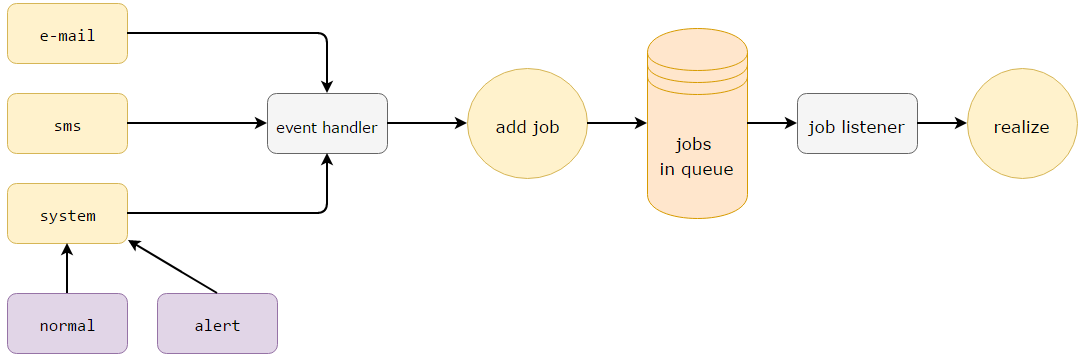 e-mail
sms
event handler
add job
jobs
in queue
job listener
realize
system
normal
alert